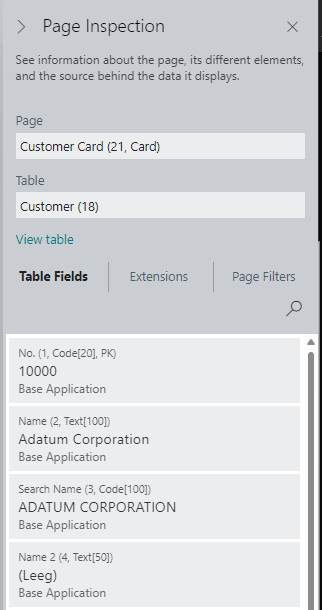 Page Inspection
See information about the page, its different elements,
and the source behind the data it displays.
Page
Customer Card (21, Card)
Table
Customer (18)
View table
Table Fields Extensions Page Filters
No. (1, Code[20], PK)
10000
Base Application
Name (2, Text[100])
Adatum Corporation
Base Application
Search Name (3, Code[100])
ADATUM CORPORATION
Base Application
Name 2 (4, Text[50])
(Leeg)
Base Application